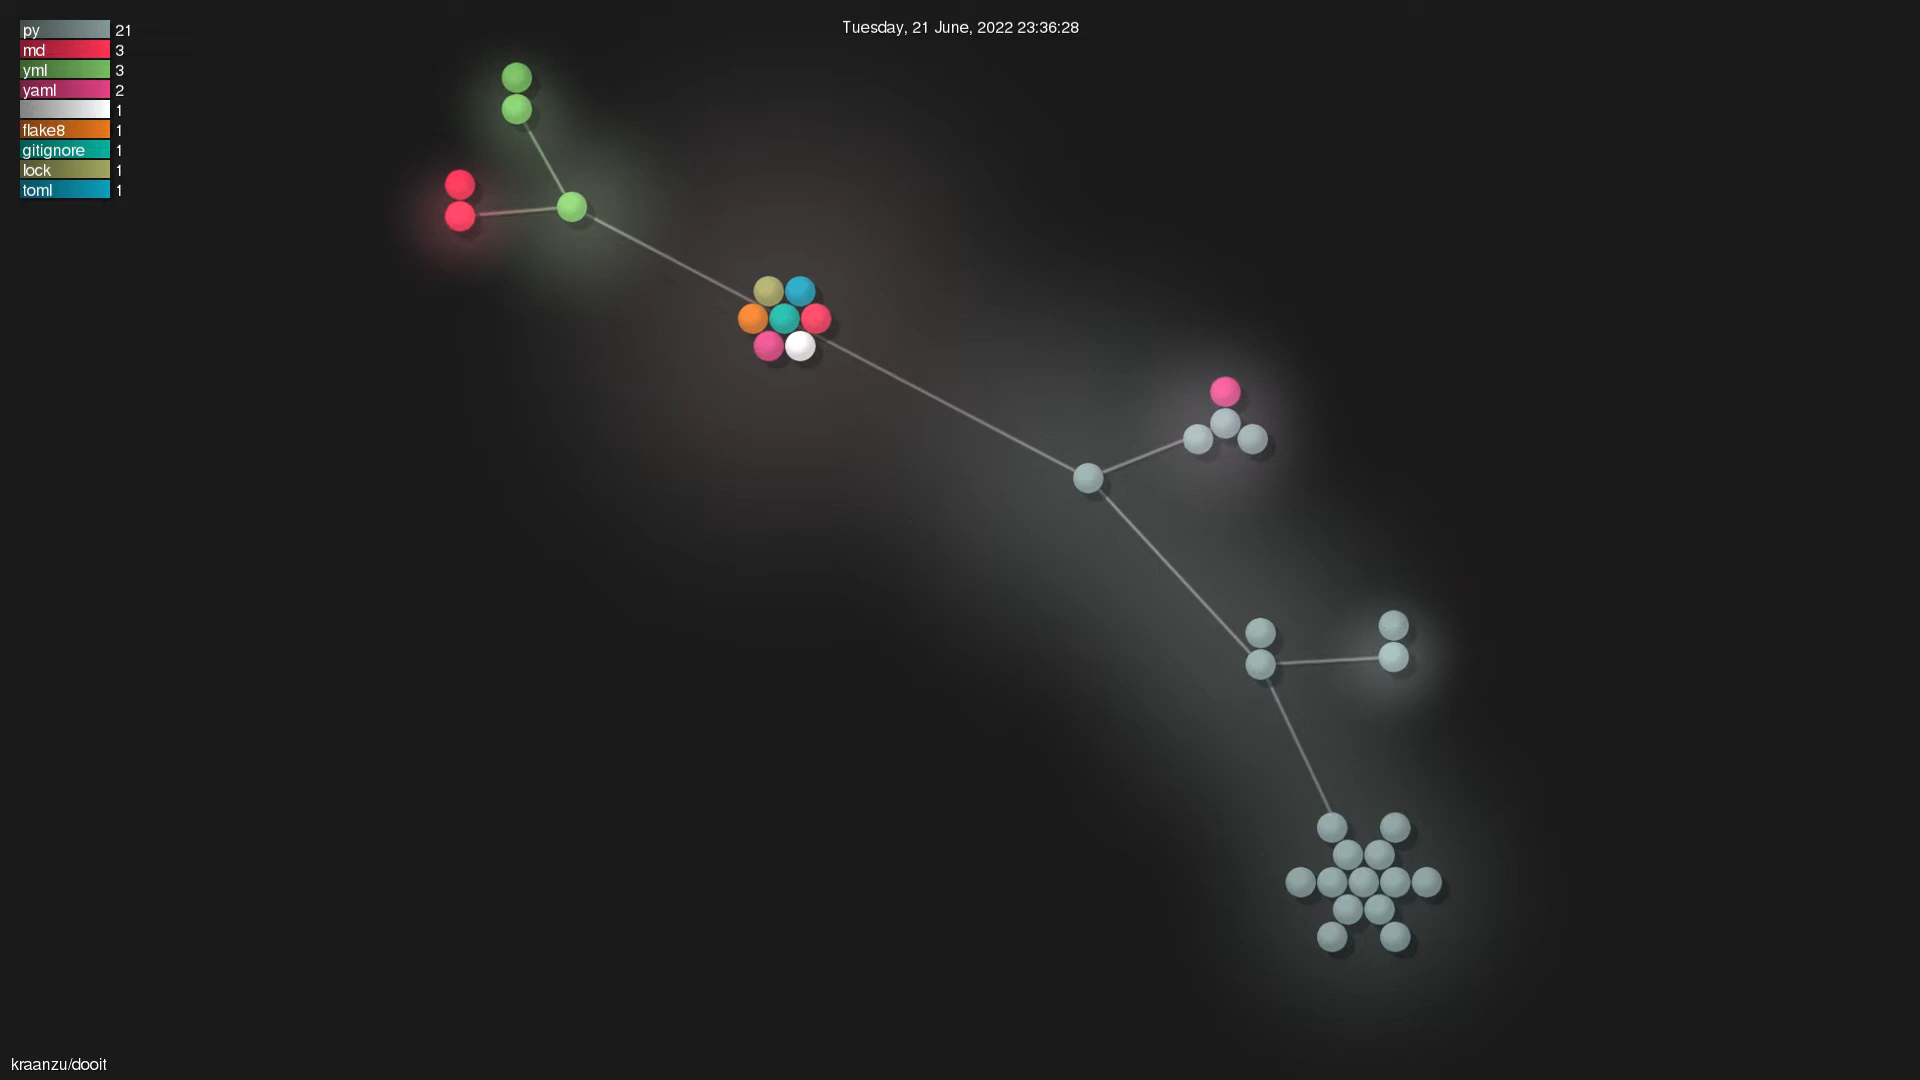 Tuesday, 21 June, 2022 23:36:28
py 21
md 3
yml 3
yaml 2
1
flake8 1
gitignore 1
lock 1
toml 1
kraanzu/dooit